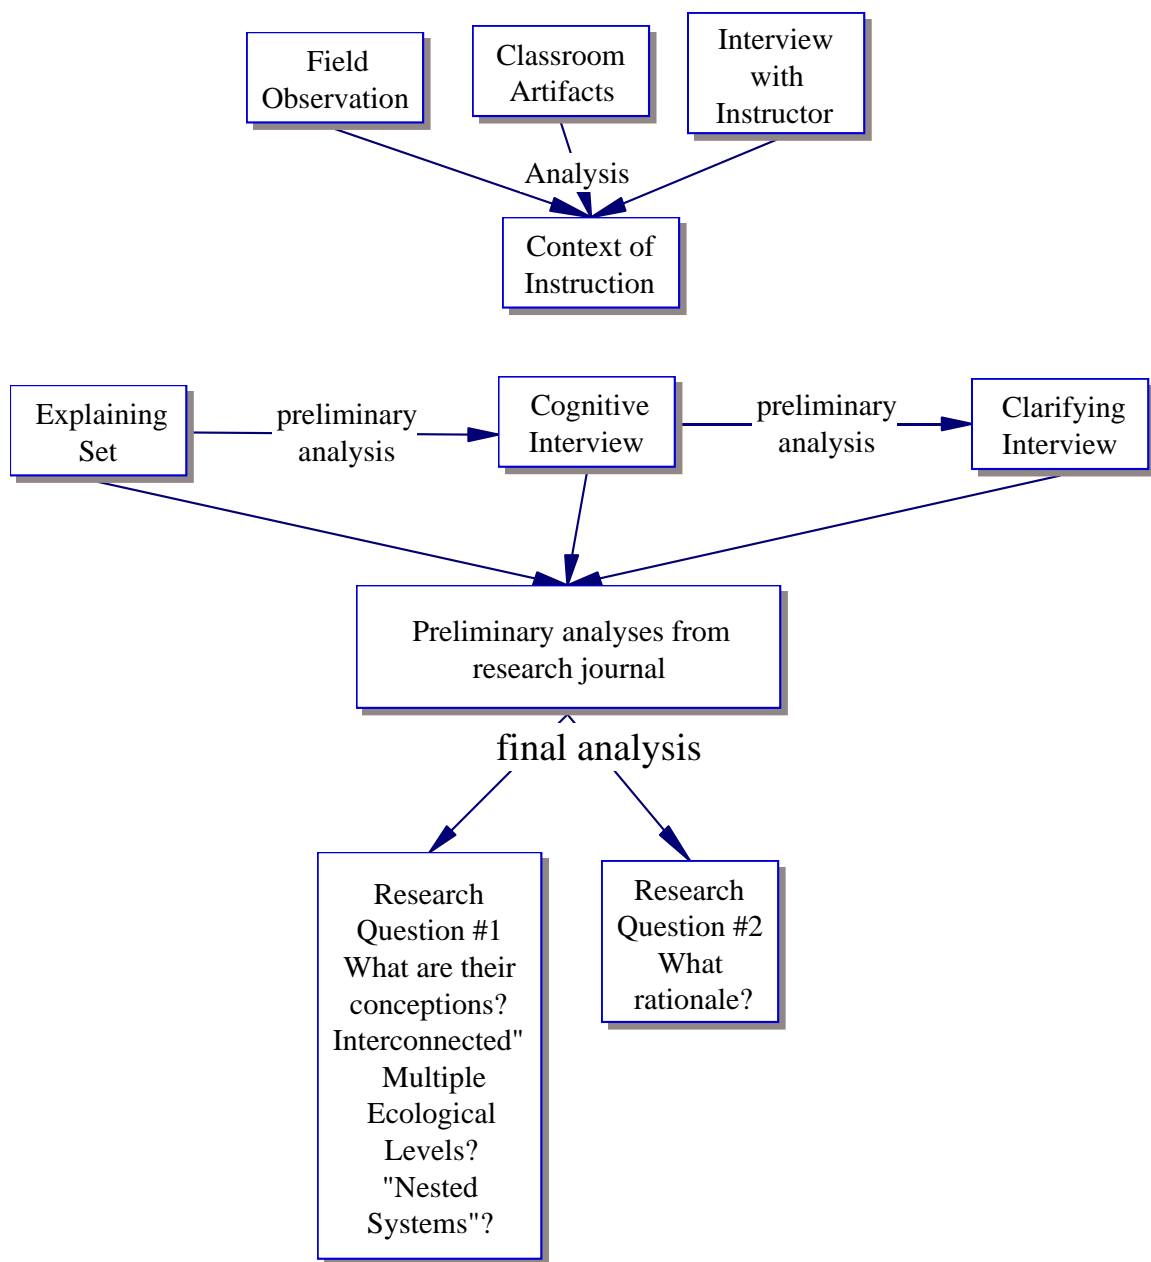 Field
Observation
Classroom
Artifacts
Interview
with
Instructor
Analysis
Context of
Instruction
Explaining
Set
preliminary
analysis
Cognitive
Interview
preliminary
analysis
Clarifying
Interview
Preliminary analyses from
research journal
final analysis
Research
Question #1
What are their
conceptions?
Interconnected"
Multiple
Ecological
Levels?
"Nested
Systems"?
Research
Question #2
What
rationale?